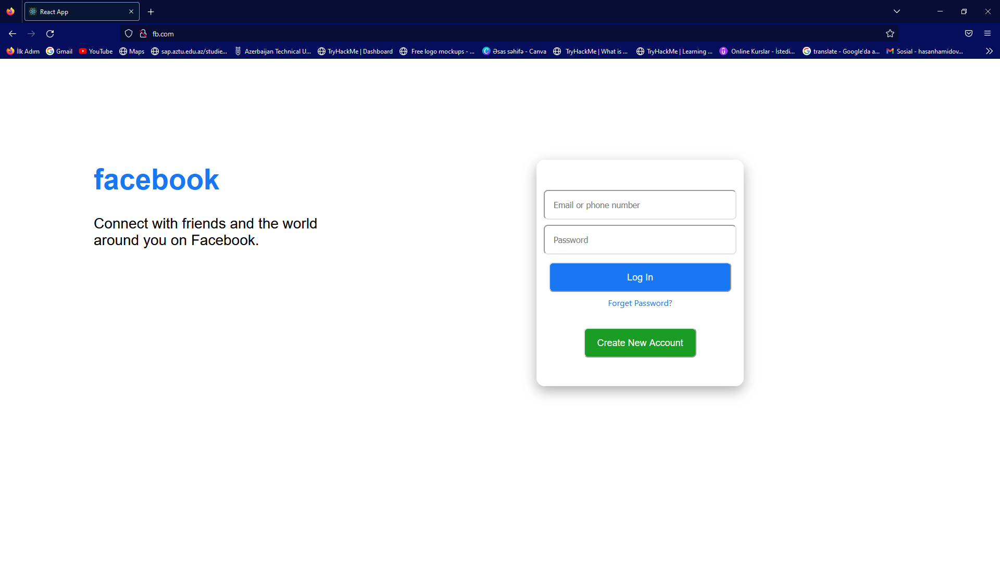 React App
fb.com
İlk Adım
Gmail
YouTube
Maps
sap.aztu.edu.az/studie...
Azerbaijan Technical U...
TryHackMe | Dashboard
Free logo mockups - ...
Əsas səhifə - Canva
TryHackMe | What is ...
TryHackMe | Learning ...
Online Kurslar - İstedi...
translate - Google'da a...
Sosial - hasanhamidov...
facebook
Connect with friends and the world
around you on Facebook.
Email or phone number
Password
Log In
Forget Password?
Create New Account